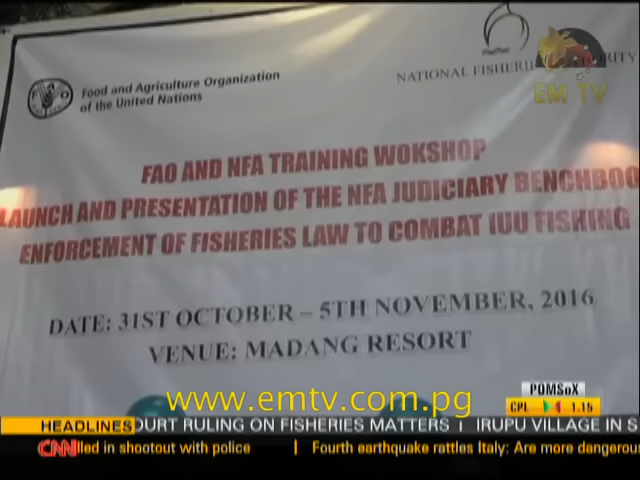 Food and Agriculture Organization
of the United Nations
NATIONAL FISHERIES
EM TV
FAO AND NFA TRAINING WOKSHOP
LAUNCH AND PRESENTATION OF THE NFA JUDICIARY BENCHBOO
ENFORCEMENT OF FISHERIES LAW TO COMBAT IUU FISHING
DATE: 31ST OCTOBER – 5TH NOVEMBER, 2016
VENUE: MADANG RESORT
www.emtv.com.pg
POMSoX
CPL 1.15
HEADLINES OURT RULING ON FISHERIES MATTERS | IRUPU VILLAGE IN S
CNN lled in shootout with police | Fourth earthquake rattles Italy: Are more dangerous